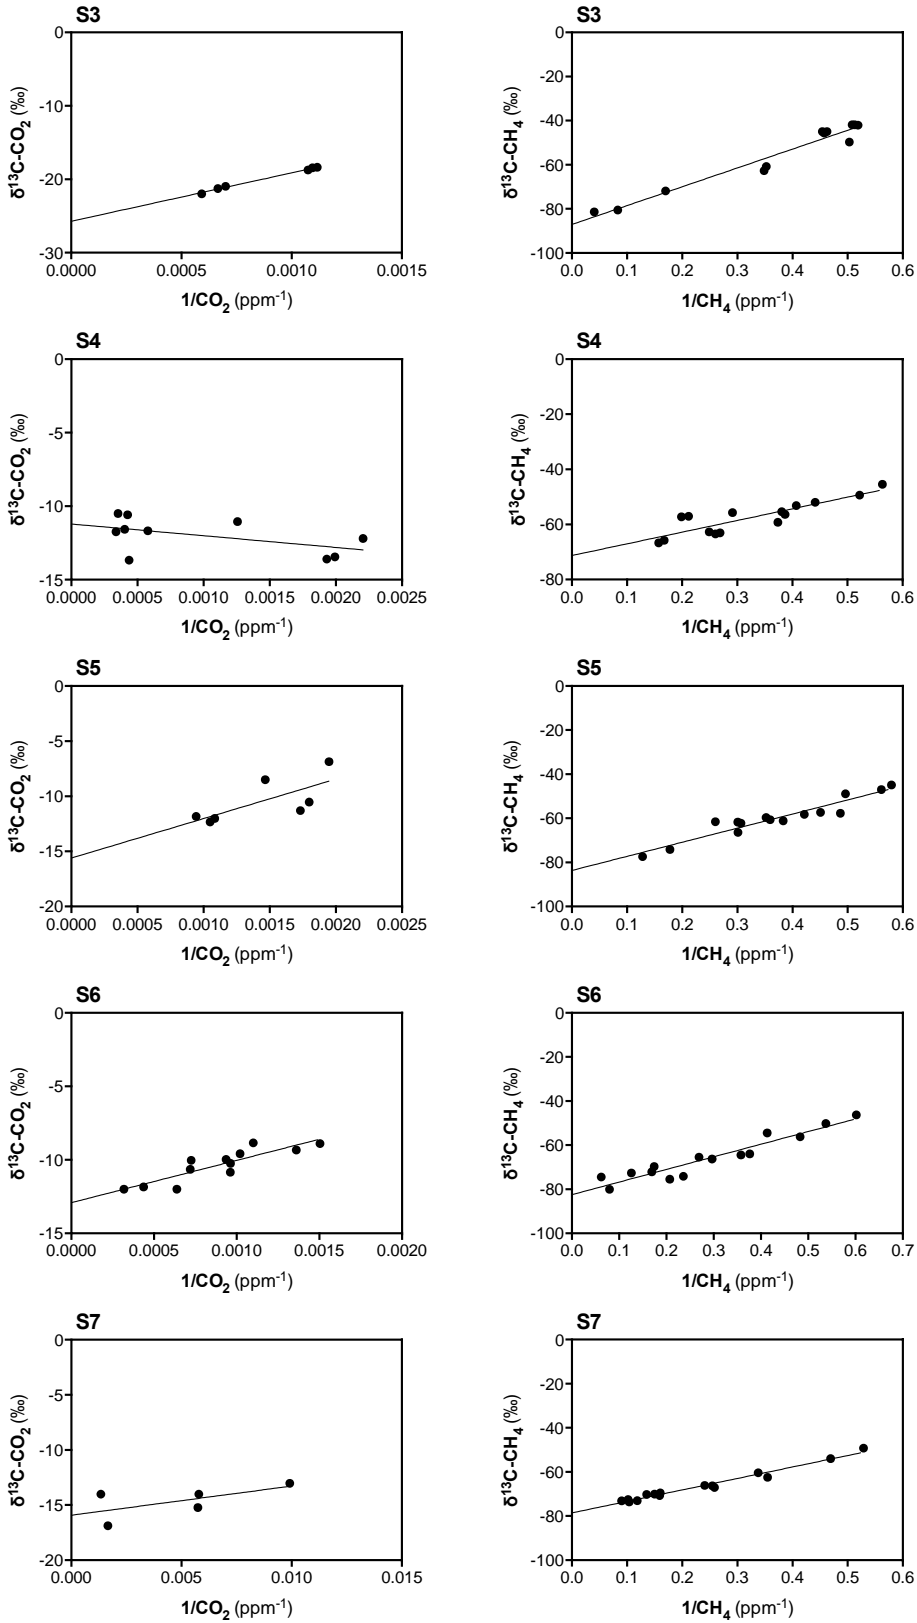 S3
0
-10
-20
-30
δ¹³C-CO₂ (‰)
0.0000 0.0005 0.0010 0.0015
1/CO₂ (ppm⁻¹)
S3
0
-20
-40
-60
-80
-100
δ¹³C-CH₄ (‰)
0.0 0.1 0.2 0.3 0.4 0.5 0.6
1/CH₄ (ppm⁻¹)
S4
0
-5
-10
-15
δ¹³C-CO₂ (‰)
0.0000 0.0005 0.0010 0.0015 0.0020 0.0025
1/CO₂ (ppm⁻¹)
S4
0
-20
-40
-60
-80
δ¹³C-CH₄ (‰)
0.0 0.1 0.2 0.3 0.4 0.5 0.6
1/CH₄ (ppm⁻¹)
S5
0
-5
-10
-15
-20
δ¹³C-CO₂ (‰)
0.0000 0.0005 0.0010 0.0015 0.0020 0.0025
1/CO₂ (ppm⁻¹)
S5
0
-20
-40
-60
-80
-100
δ¹³C-CH₄ (‰)
0.0 0.1 0.2 0.3 0.4 0.5 0.6
1/CH₄ (ppm⁻¹)
S6
0
-5
-10
-15
δ¹³C-CO₂ (‰)
0.0000 0.0005 0.0010 0.0015 0.0020
1/CO₂ (ppm⁻¹)
S6
0
-20
-40
-60
-80
-100
δ¹³C-CH₄ (‰)
0.0 0.1 0.2 0.3 0.4 0.5 0.6 0.7
1/CH₄ (ppm⁻¹)
S7
0
-5
-10
-15
-20
δ¹³C-CO₂ (‰)
0.000 0.005 0.010 0.015
1/CO₂ (ppm⁻¹)
S7
0
-20
-40
-60
-80
-100
δ¹³C-CH₄ (‰)
0.0 0.1 0.2 0.3 0.4 0.5 0.6
1/CH₄ (ppm⁻¹)